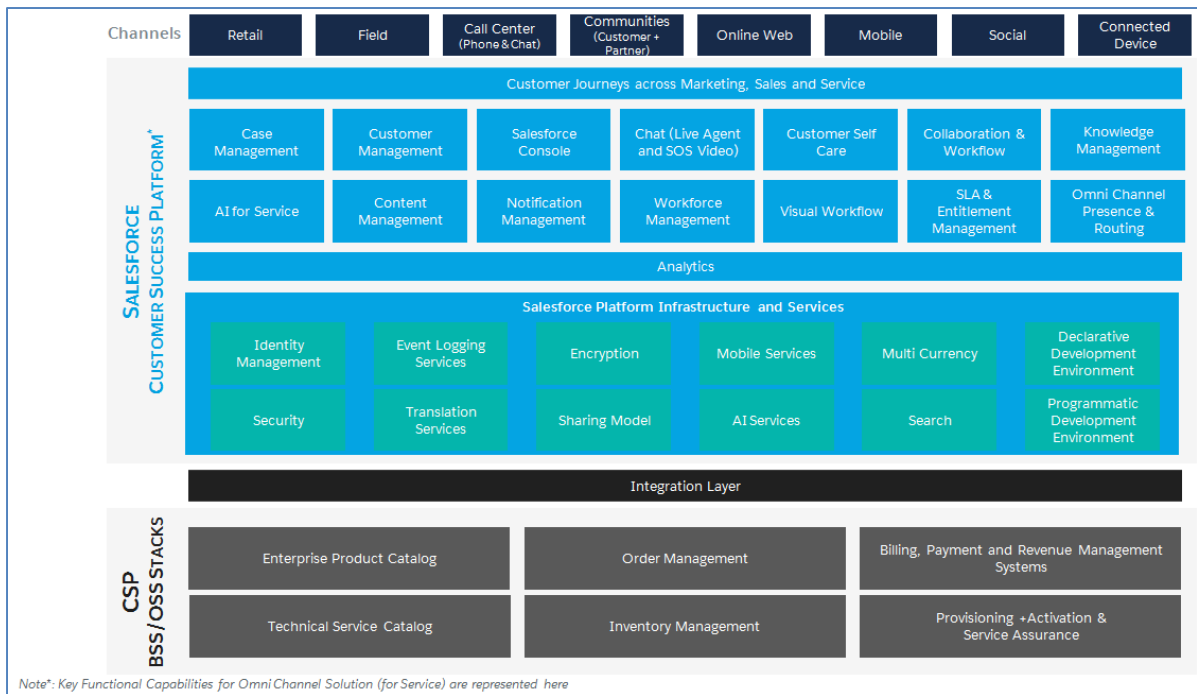 Channels
Retail
Field
Call Center
(Phone & Chat)
Communities
(Customer +
Partner)
Online Web
Mobile
Social
Connected
Device
SALESFORCE
CUSTOMER SUCCESS PLATFORM*
Customer Journeys across Marketing, Sales and Service
Case
Management
Customer
Management
Salesforce
Console
Chat (Live Agent
and SOS Video)
Customer Self
Care
Collaboration &
Workflow
Knowledge
Management
AI for Service
Content
Management
Notification
Management
Workforce
Management
Visual Workflow
SLA &
Entitlement
Management
Omni Channel
Presence &
Routing
Analytics
Salesforce Platform Infrastructure and Services
Identity
Management
Event Logging
Services
Encryption
Mobile Services
Multi Currency
Declarative
Development
Environment
Security
Translation
Services
Sharing Model
AI Services
Search
Programmatic
Development
Environment
Integration Layer
CSP
BSS/OSS STACKS
Enterprise Product Catalog
Order Management
Billing, Payment and Revenue Management
Systems
Technical Service Catalog
Inventory Management
Provisioning +Activation &
Service Assurance
Note*: Key Functional Capabilities for Omni Channel Solution (for Service) are represented here